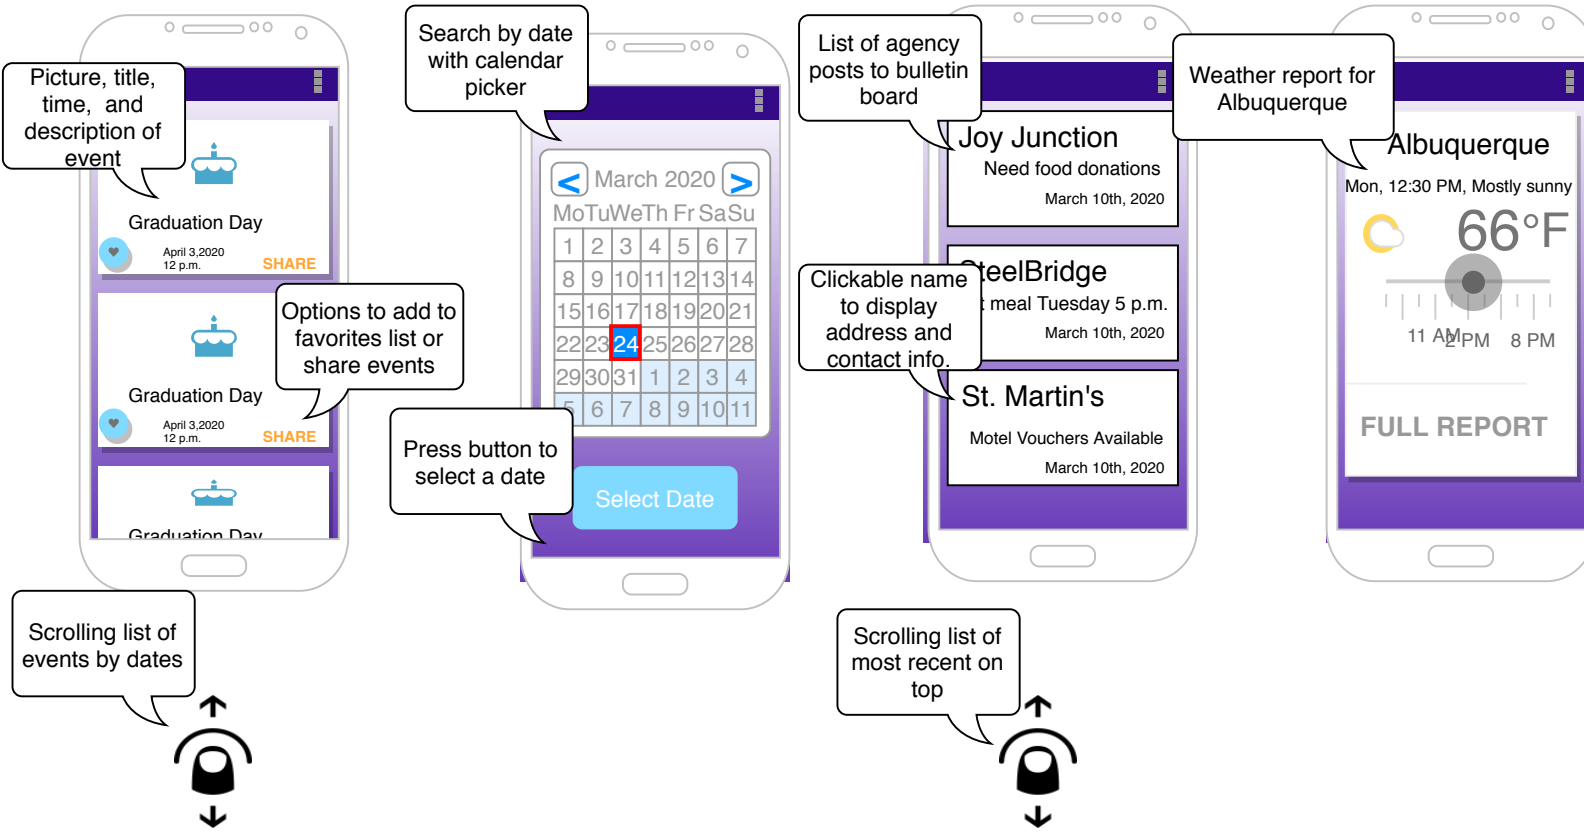 Picture, title,
time, and
description of
event
Graduation Day
April 3,2020
12 p.m.
SHARE
Options to add to
favorites list or
share events
Graduation Day
April 3,2020
12 p.m.
SHARE
Graduation Day
Scrolling list of
events by dates
Search by date
with calendar
picker
< March 2020 >
Mo Tu We Th Fr Sa Su
1 2 3 4 5 6 7
8 9 10 11 12 13 14
15 16 17 18 19 20 21
22 23 24 25 26 27 28
29 30 31 1 2 3 4
5 6 7 8 9 10 11
Press button to
select a date
Select Date
List of agency
posts to bulletin
board
Joy Junction
Need food donations
March 10th, 2020
Clickable name
to display
address and
contact info.
SteelBridge
t meal Tuesday 5 p.m.
March 10th, 2020
St. Martin's
Motel Vouchers Available
March 10th, 2020
Scrolling list of
most recent on
top
Weather report for
Albuquerque
Albuquerque
Mon, 12:30 PM, Mostly sunny
66°F
11 AM 2 PM 8 PM
FULL REPORT